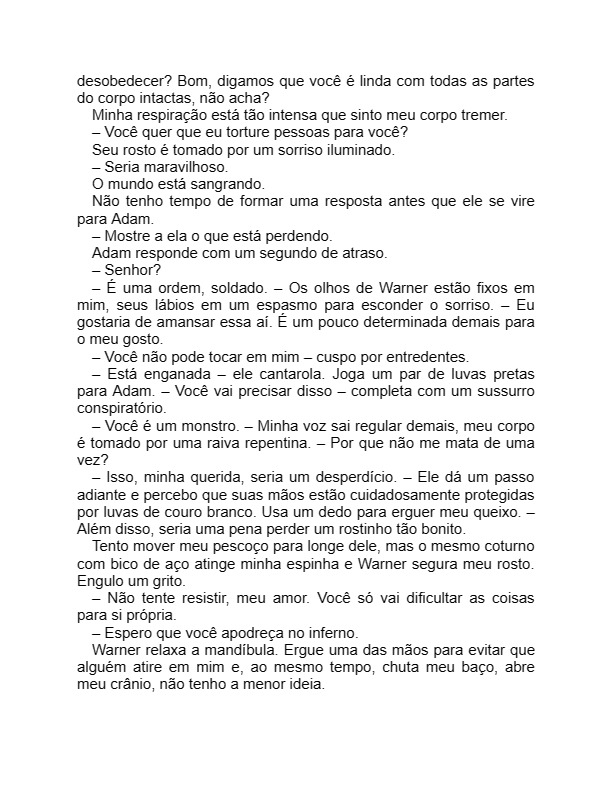 desobedecer? Bom, digamos que você é linda com todas as partes
do corpo intactas, não acha?
Minha respiração está tão intensa que sinto meu corpo tremer.
– Você quer que eu torture pessoas para você?
Seu rosto é tomado por um sorriso iluminado.
– Seria maravilhoso.
O mundo está sangrando.
Não tenho tempo de formar uma resposta antes que ele se vire
para Adam.
– Mostre a ela o que está perdendo.
Adam responde com um segundo de atraso.
– Senhor?
– É uma ordem, soldado. – Os olhos de Warner estão fixos em
mim, seus lábios em um espasmo para esconder o sorriso. – Eu
gostaria de amansar essa aí. É um pouco determinada demais para
o meu gosto.
– Você não pode tocar em mim – cuspo por entredentes.
– Está enganada – ele cantarola. Joga um par de luvas pretas
para Adam. – Você vai precisar disso – completa com um sussurro
conspiratório.
– Você é um monstro. – Minha voz sai regular demais, meu corpo
é tomado por uma raiva repentina. – Por que não me mata de uma
vez?
– Isso, minha querida, seria um desperdício. – Ele dá um passo
adiante e percebo que suas mãos estão cuidadosamente protegidas
por luvas de couro branco. Usa um dedo para erguer meu queixo. –
Além disso, seria uma pena perder um rostinho tão bonito.
Tento mover meu pescoço para longe dele, mas o mesmo coturno
com bico de aço atinge minha espinha e Warner segura meu rosto.
Engulo um grito.
– Não tente resistir, meu amor. Você só vai dificultar as coisas
para si própria.
– Espero que você apodreça no inferno.
Warner relaxa a mandíbula. Ergue uma das mãos para evitar que
alguém atire em mim e, ao mesmo tempo, chuta meu baço, abre
meu crânio, não tenho a menor ideia.